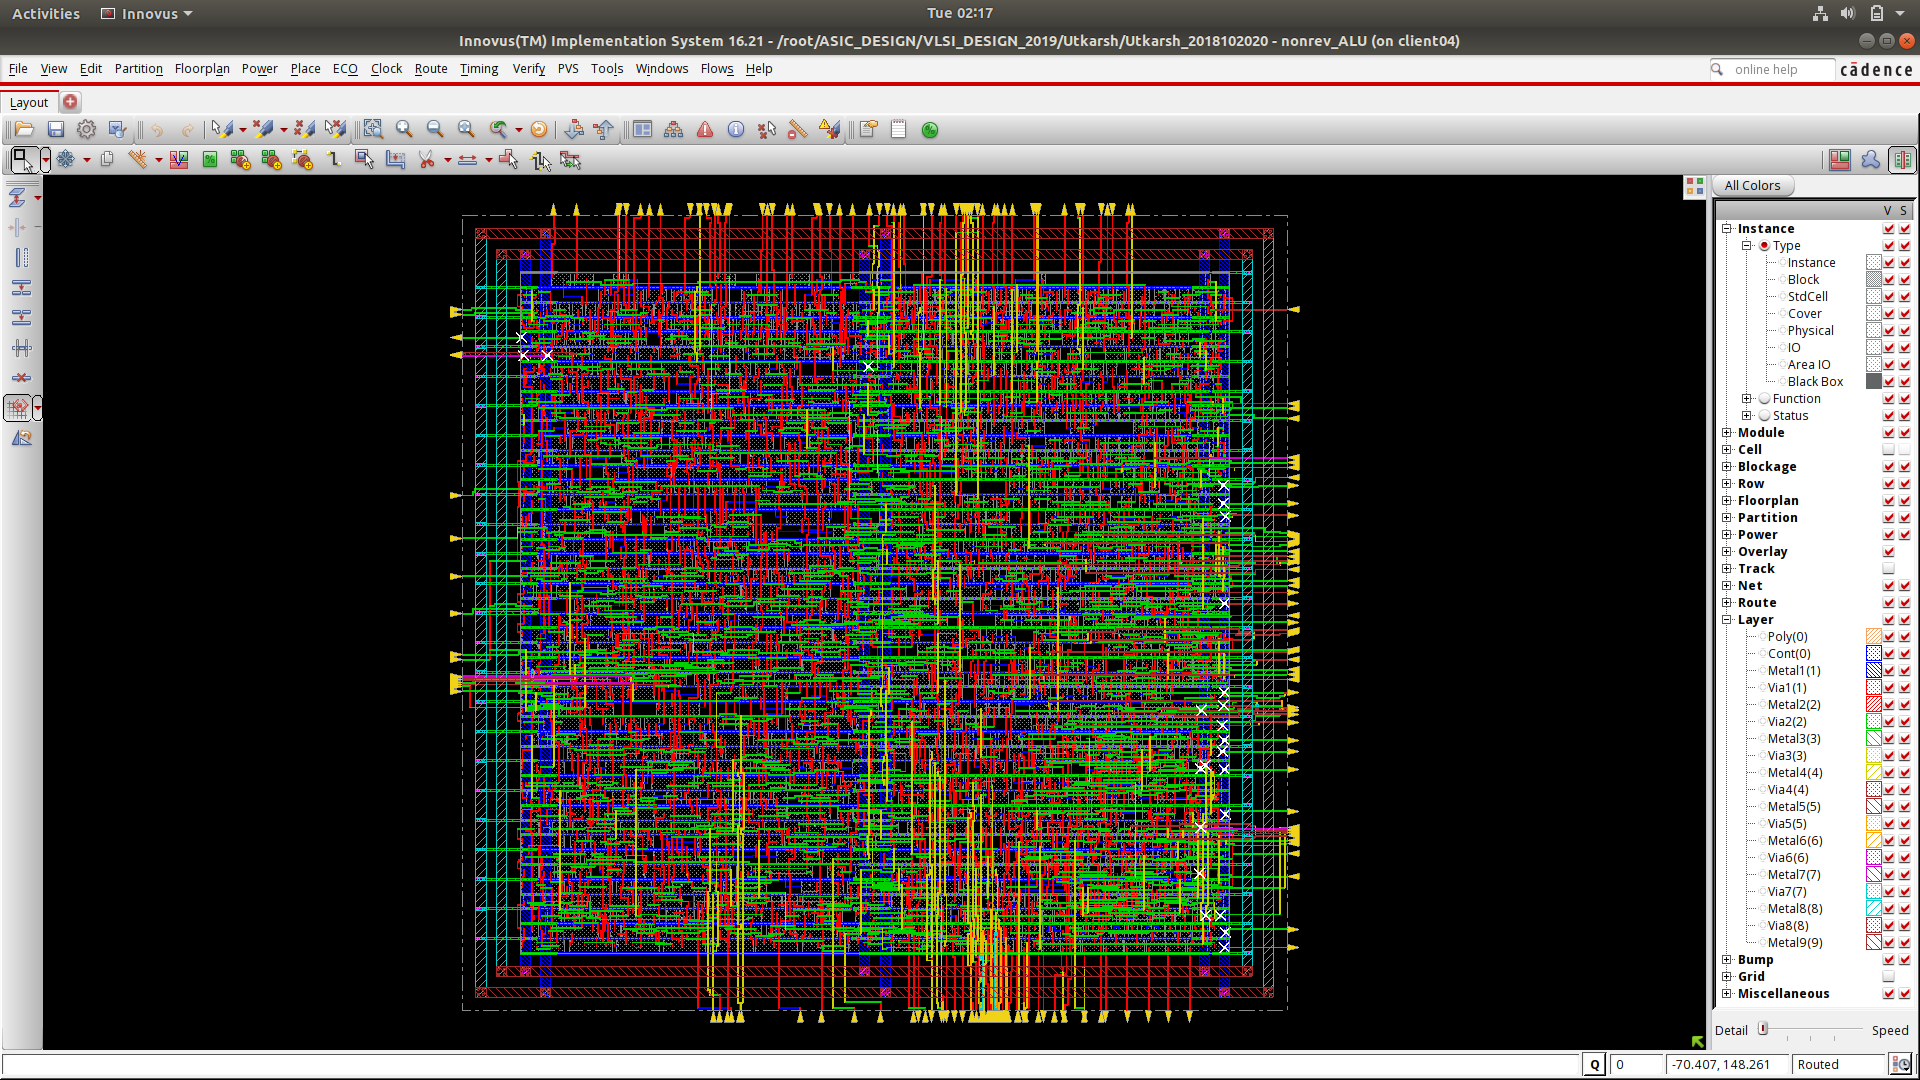 Activities Innovus Tue 02:17
Innovus(TM) Implementation System 16.21 - /root/ASIC_DESIGN/VLSI_DESIGN_2019/Utkarsh/Utkarsh_2018102020 - nonrev_ALU (on client04)
File View Edit Partition Floorplan Power Place ECO Clock Route Timing Verify PVS Tools Windows Flows Help online help cādence
Layout
All Colors
V S
Instance
Type
Instance
Block
StdCell
Cover
Physical
IO
Area IO
Black Box
Function
Status
Module
Cell
Blockage
Row
Floorplan
Partition
Power
Overlay
Track
Net
Route
Layer
Poly(0)
Cont(0)
Metal1(1)
Via1(1)
Metal2(2)
Via2(2)
Metal3(3)
Via3(3)
Metal4(4)
Via4(4)
Metal5(5)
Via5(5)
Metal6(6)
Via6(6)
Metal7(7)
Via7(7)
Metal8(8)
Via8(8)
Metal9(9)
Bump
Grid
Miscellaneous
Detail Speed
Q 0 -70.407, 148.261 Routed